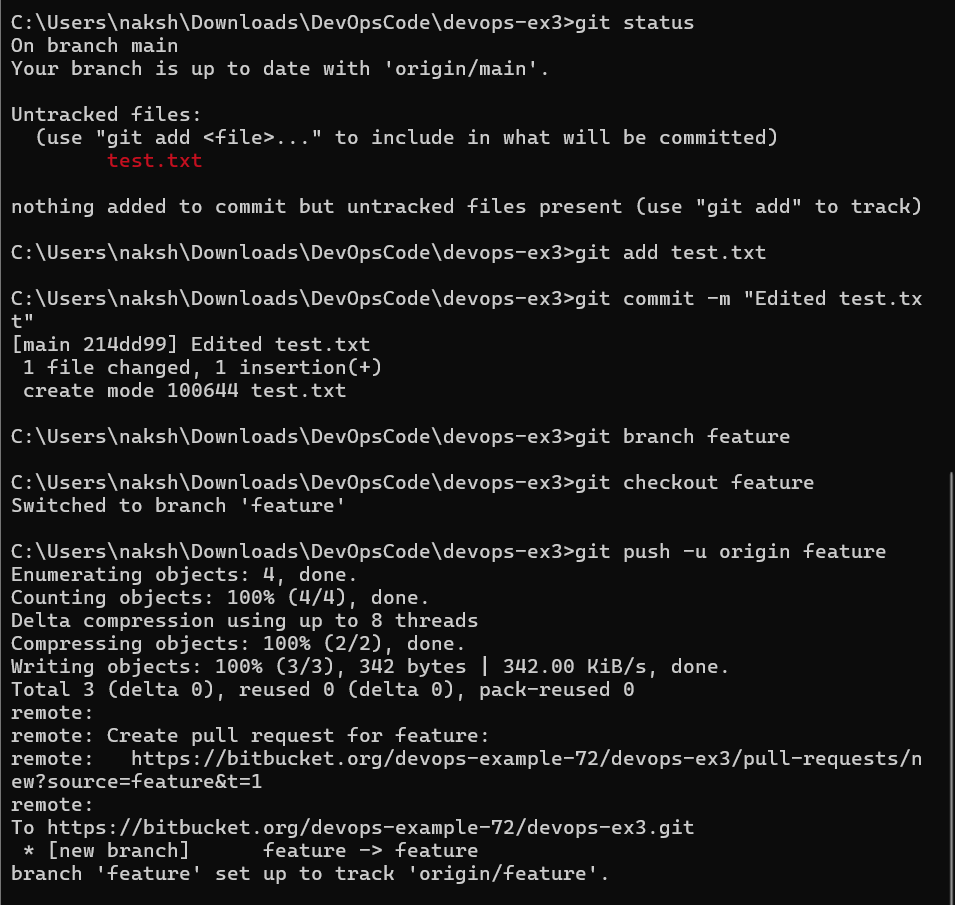 C:\Users\naksh\Downloads\DevOpsCode\devops-ex3>git status
On branch main
Your branch is up to date with 'origin/main'.
Untracked files:
  (use "git add <file>..." to include in what will be committed)
        test.txt
nothing added to commit but untracked files present (use "git add" to track)
C:\Users\naksh\Downloads\DevOpsCode\devops-ex3>git add test.txt
C:\Users\naksh\Downloads\DevOpsCode\devops-ex3>git commit -m "Edited test.tx
t"
[main 214dd99] Edited test.txt
 1 file changed, 1 insertion(+)
 create mode 100644 test.txt
C:\Users\naksh\Downloads\DevOpsCode\devops-ex3>git branch feature
C:\Users\naksh\Downloads\DevOpsCode\devops-ex3>git checkout feature
Switched to branch 'feature'
C:\Users\naksh\Downloads\DevOpsCode\devops-ex3>git push -u origin feature
Enumerating objects: 4, done.
Counting objects: 100% (4/4), done.
Delta compression using up to 8 threads
Compressing objects: 100% (2/2), done.
Writing objects: 100% (3/3), 342 bytes | 342.00 KiB/s, done.
Total 3 (delta 0), reused 0 (delta 0), pack-reused 0
remote:
remote: Create pull request for feature:
remote:   https://bitbucket.org/devops-example-72/devops-ex3/pull-requests/n
ew?source=feature&t=1
remote:
To https://bitbucket.org/devops-example-72/devops-ex3.git
 * [new branch]      feature -> feature
branch 'feature' set up to track 'origin/feature'.